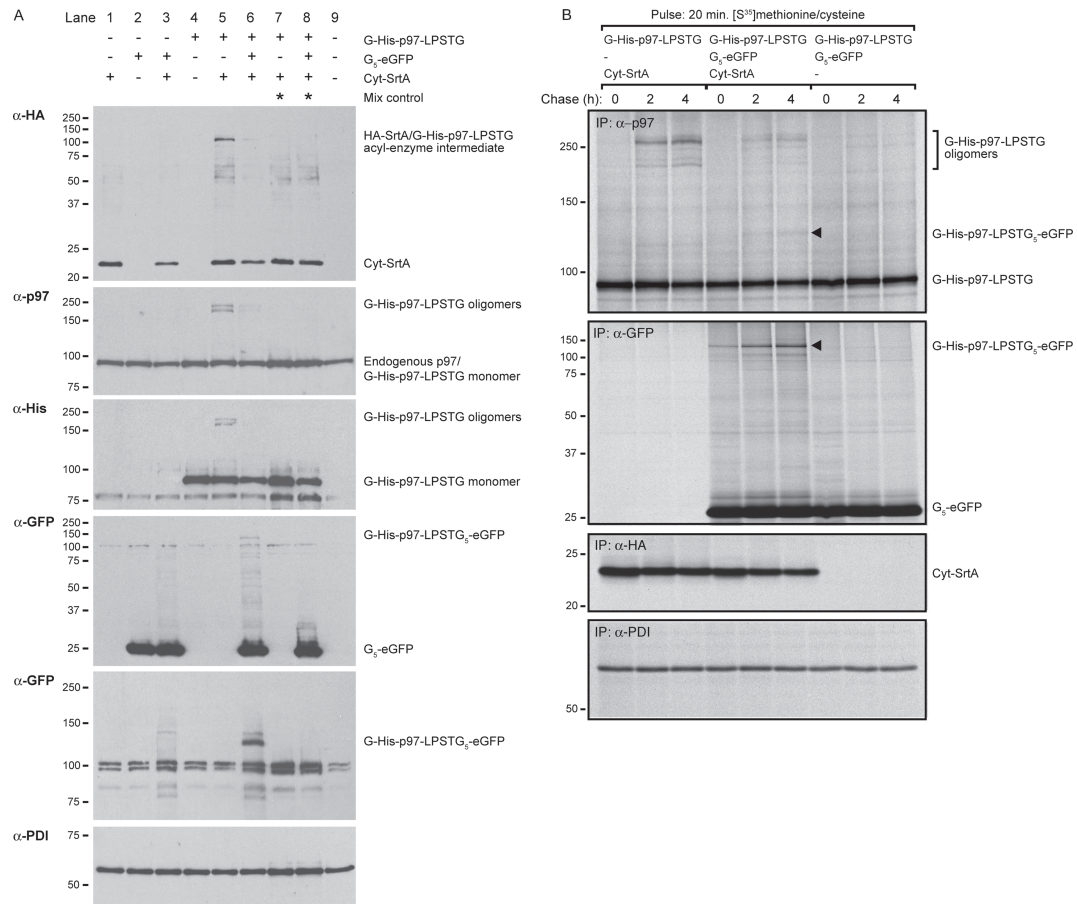 A
Lane 1 2 3 4 5 6 7 8 9
- - - + + + + + - G-His-p97-LPSTG
- + + - - + - + - G5-eGFP
+ - + - + + + + - Cyt-SrtA
* * Mix control
α-HA
250
150
100
75
50
37
25
20
HA-SrtA/G-His-p97-LPSTG
acyl-enzyme intermediate
Cyt-SrtA
α-p97
250
150
100
75
G-His-p97-LPSTG oligomers
Endogenous p97/
G-His-p97-LPSTG monomer
α-His
250
150
100
75
G-His-p97-LPSTG oligomers
G-His-p97-LPSTG monomer
α-GFP
250
150
100
75
50
37
25
G-His-p97-LPSTG5-eGFP
G5-eGFP
α-GFP
250
150
100
75
G-His-p97-LPSTG5-eGFP
α-PDI
75
50
B
Pulse: 20 min. [S35]methionine/cysteine
G-His-p97-LPSTG G-His-p97-LPSTG G-His-p97-LPSTG
- G5-eGFP G5-eGFP
Cyt-SrtA Cyt-SrtA -
Chase (h): 0 2 4 0 2 4 0 2 4
IP: α-p97
250
150
100
G-His-p97-LPSTG
oligomers
G-His-p97-LPSTG5-eGFP
G-His-p97-LPSTG
IP: α-GFP
150
100
75
50
37
25
G-His-p97-LPSTG5-eGFP
G5-eGFP
IP: α-HA
25
20
Cyt-SrtA
IP: α-PDI
50